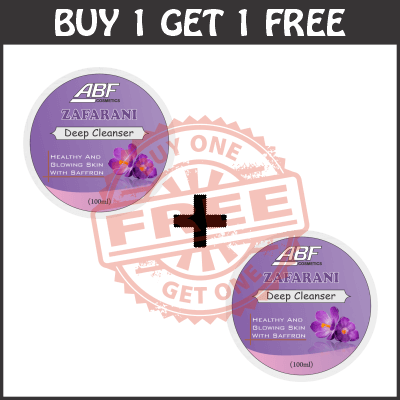 BUY 1 GET 1 FREE
ABF
COSMETICS
ZAFARANI
Deep Cleanser
HEALTHY AND
GLOWING SKIN
WITH SAFFRON
(100ml)
BUY ONE
FREE
GET ONE
ABF
COSMETICS
ZAFARANI
Deep Cleanser
HEALTHY AND
GLOWING SKIN
WITH SAFFRON
(100ml)